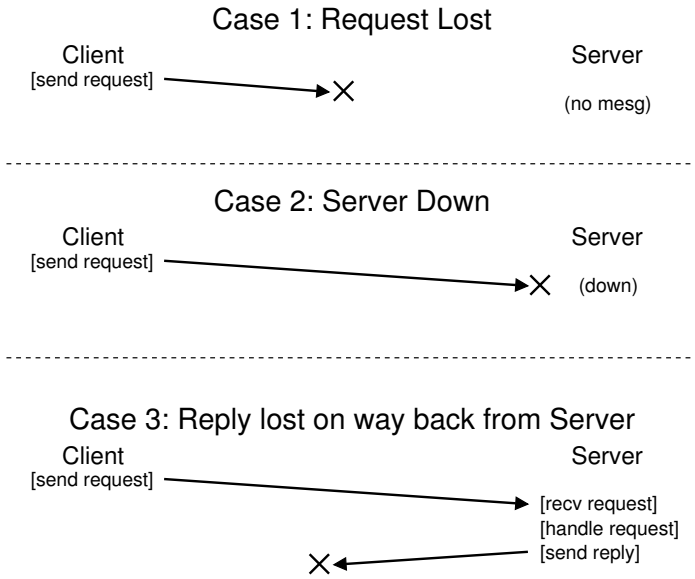 Case 1: Request Lost
Client Server
[send request]
(no mesg)
Case 2: Server Down
Client Server
[send request]
(down)
Case 3: Reply lost on way back from Server
Client Server
[send request]
[recv request]
[handle request]
[send reply]